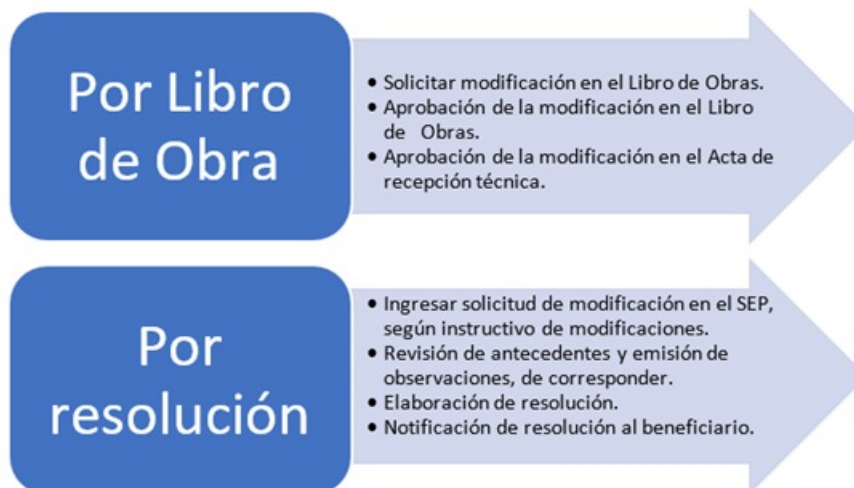 Por Libro
de Obra
• Solicitar modificación en el Libro de Obras.
• Aprobación de la modificación en el Libro
de Obras.
• Aprobación de la modificación en el Acta de
recepción técnica.
Por
resolución
• Ingresar solicitud de modificación en el SEP,
según instructivo de modificaciones.
• Revisión de antecedentes y emisión de
observaciones, de corresponder.
• Elaboración de resolución.
• Notificación de resolución al beneficiario.